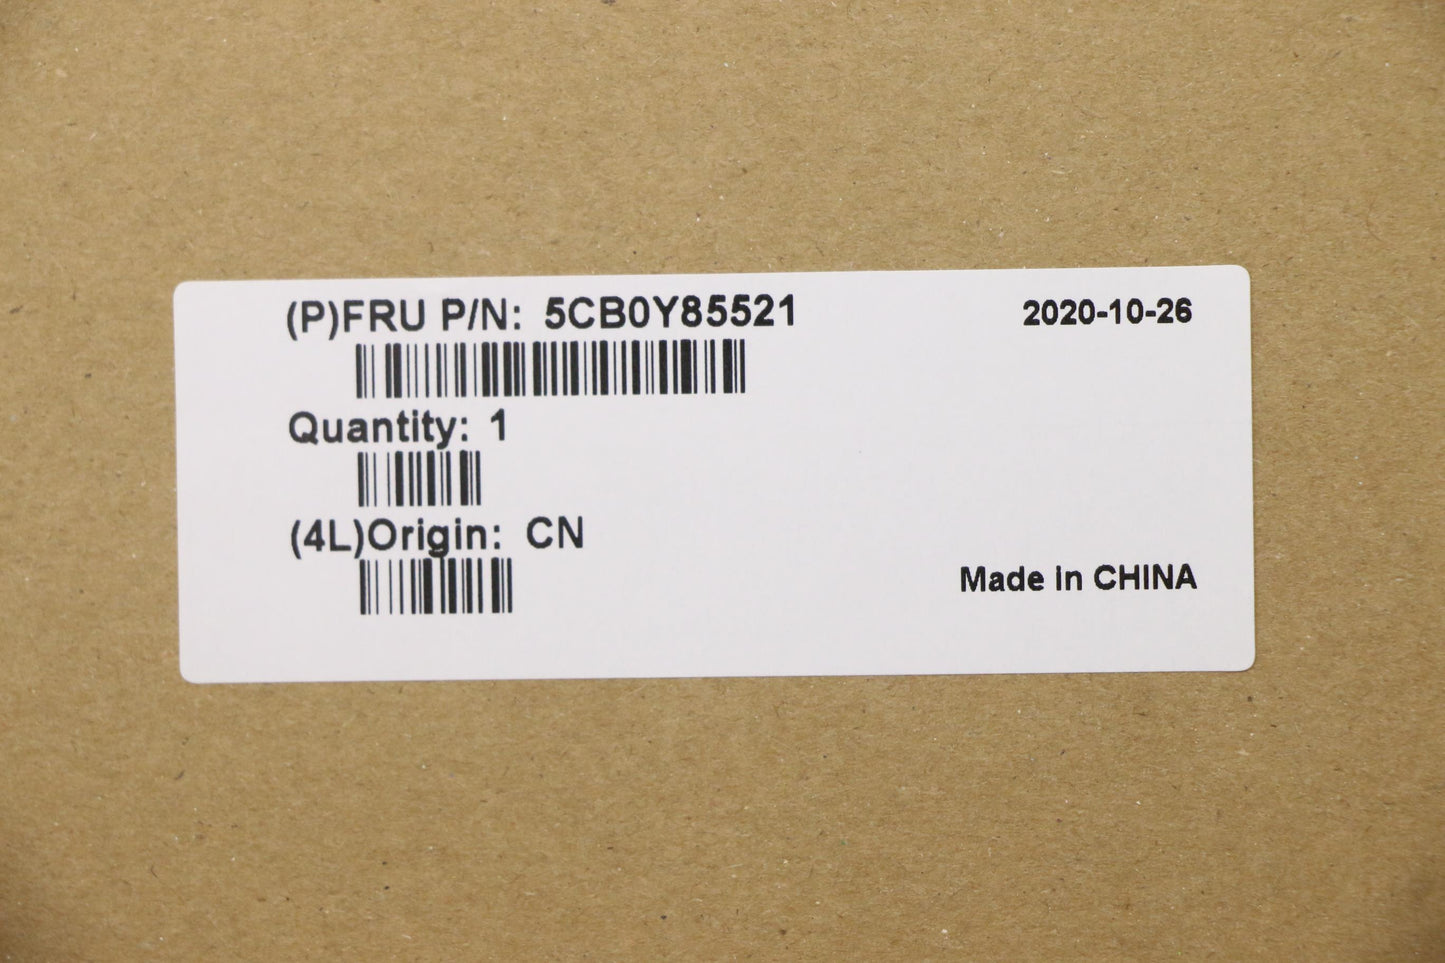 (P)FRU P/N: 5CB0Y85521
2020-10-26
Quantity: 1
(4L)Origin: CN
Made in CHINA